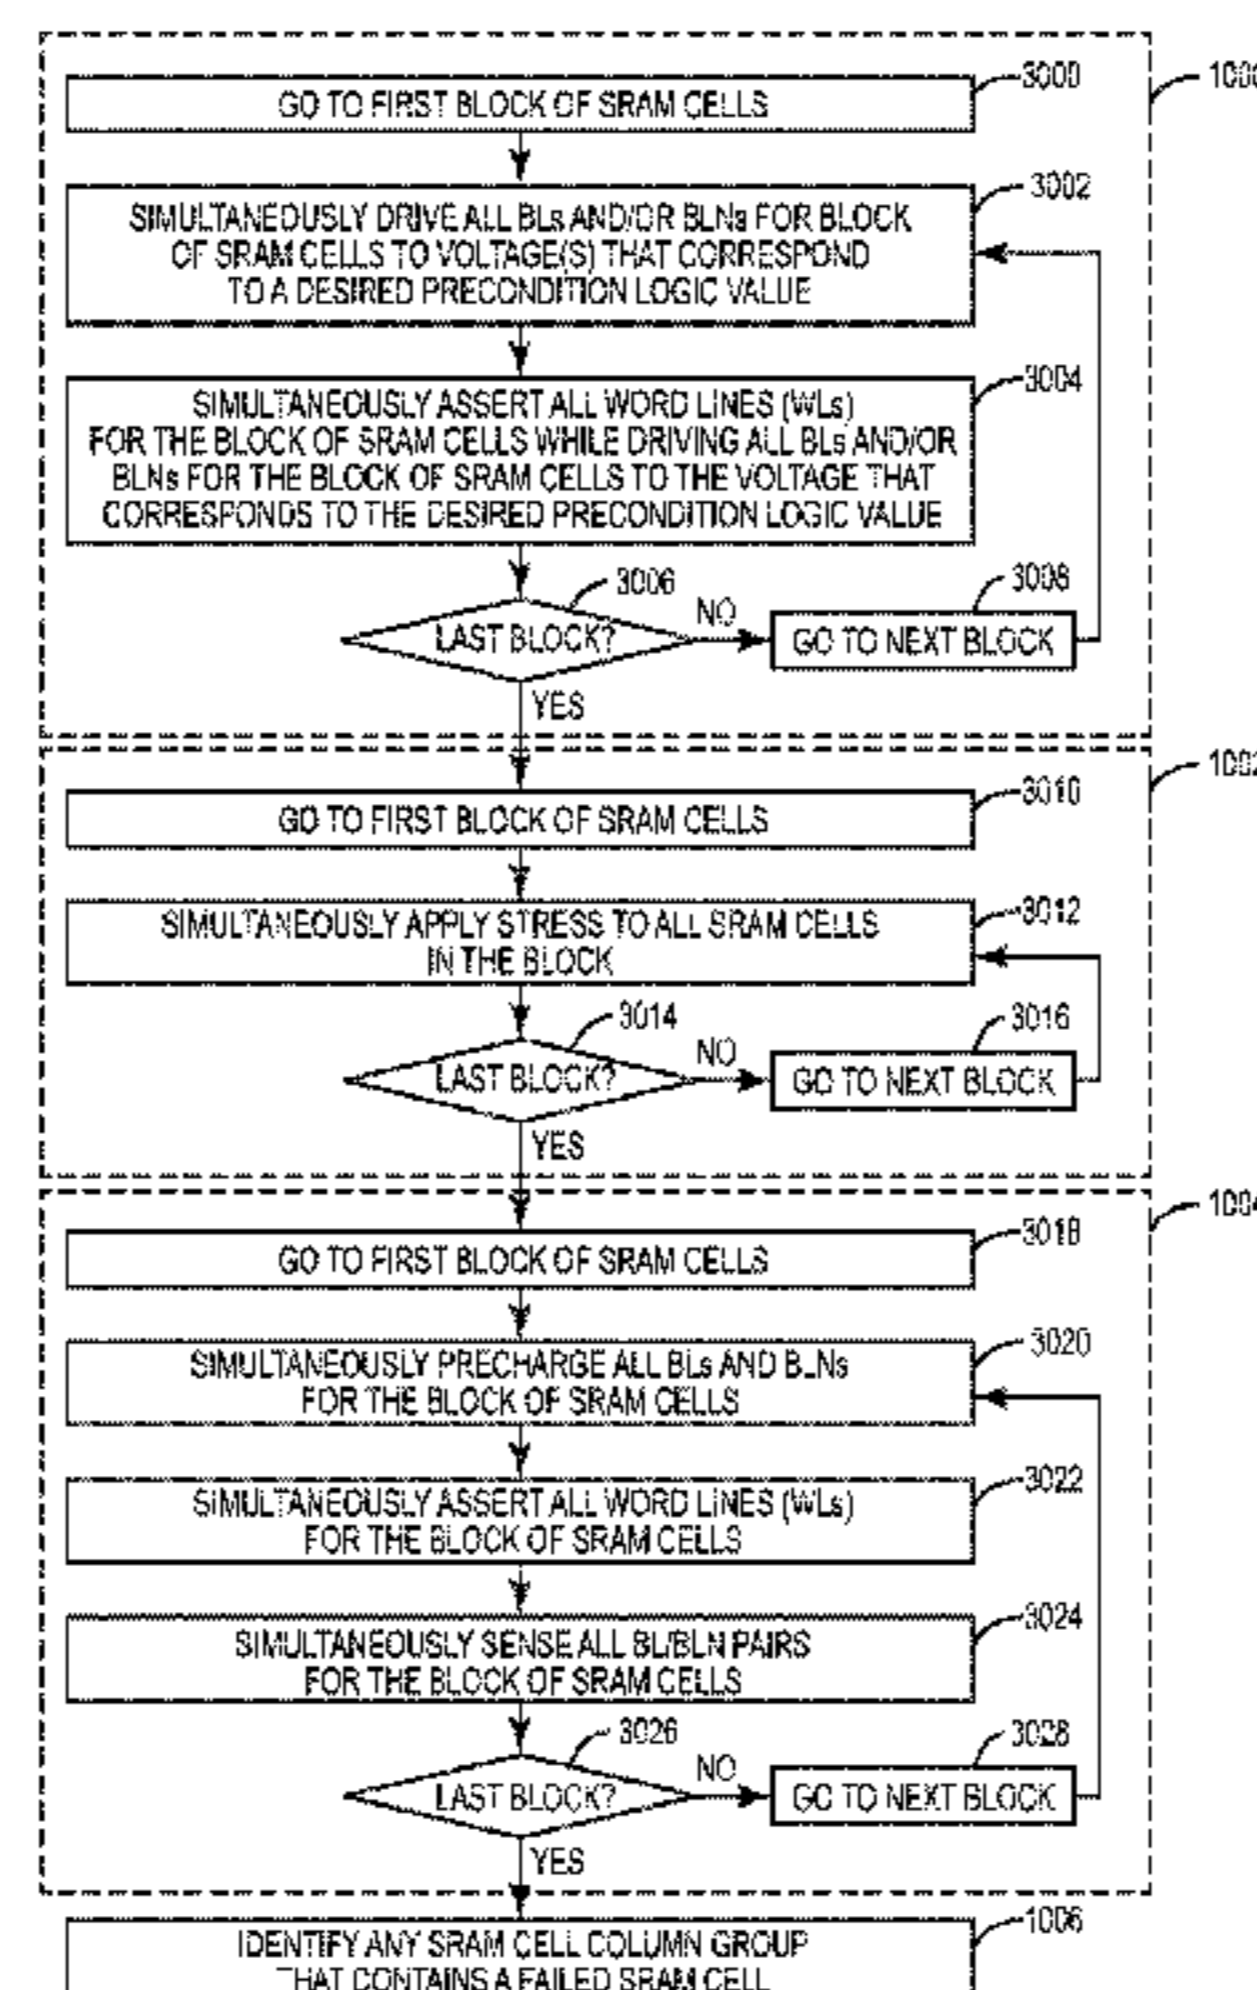 3000
1000
GO TO FIRST BLOCK OF SRAM CELLS
3002
SIMULTANEOUSLY DRIVE ALL BLs AND/OR BLNs FOR BLOCK
OF SRAM CELLS TO VOLTAGE(S) THAT CORRESPOND
TO A DESIRED PRECONDITION LOGIC VALUE
3004
SIMULTANEOUSLY ASSERT ALL WORD LINES (WLs)
FOR THE BLOCK OF SRAM CELLS WHILE DRIVING ALL BLs AND/OR
BLNs FOR THE BLOCK OF SRAM CELLS TO THE VOLTAGE THAT
CORRESPONDS TO THE DESIRED PRECONDITION LOGIC VALUE
3006
3008
LAST BLOCK?
NO
GO TO NEXT BLOCK
YES
1002
3010
GO TO FIRST BLOCK OF SRAM CELLS
3012
SIMULTANEOUSLY APPLY STRESS TO ALL SRAM CELLS
IN THE BLOCK
3014
3016
LAST BLOCK?
NO
GO TO NEXT BLOCK
YES
1004
3018
GO TO FIRST BLOCK OF SRAM CELLS
3020
SIMULTANEOUSLY PRECHARGE ALL BLs AND BLNs
FOR THE BLOCK OF SRAM CELLS
3022
SIMULTANEOUSLY ASSERT ALL WORD LINES (WLs)
FOR THE BLOCK OF SRAM CELLS
3024
SIMULTANEOUSLY SENSE ALL BL/BLN PAIRS
FOR THE BLOCK OF SRAM CELLS
3026
3028
LAST BLOCK?
NO
GO TO NEXT BLOCK
YES
1006
IDENTIFY ANY SRAM CELL COLUMN GROUP
THAT CONTAINS A FAILED SRAM CELL